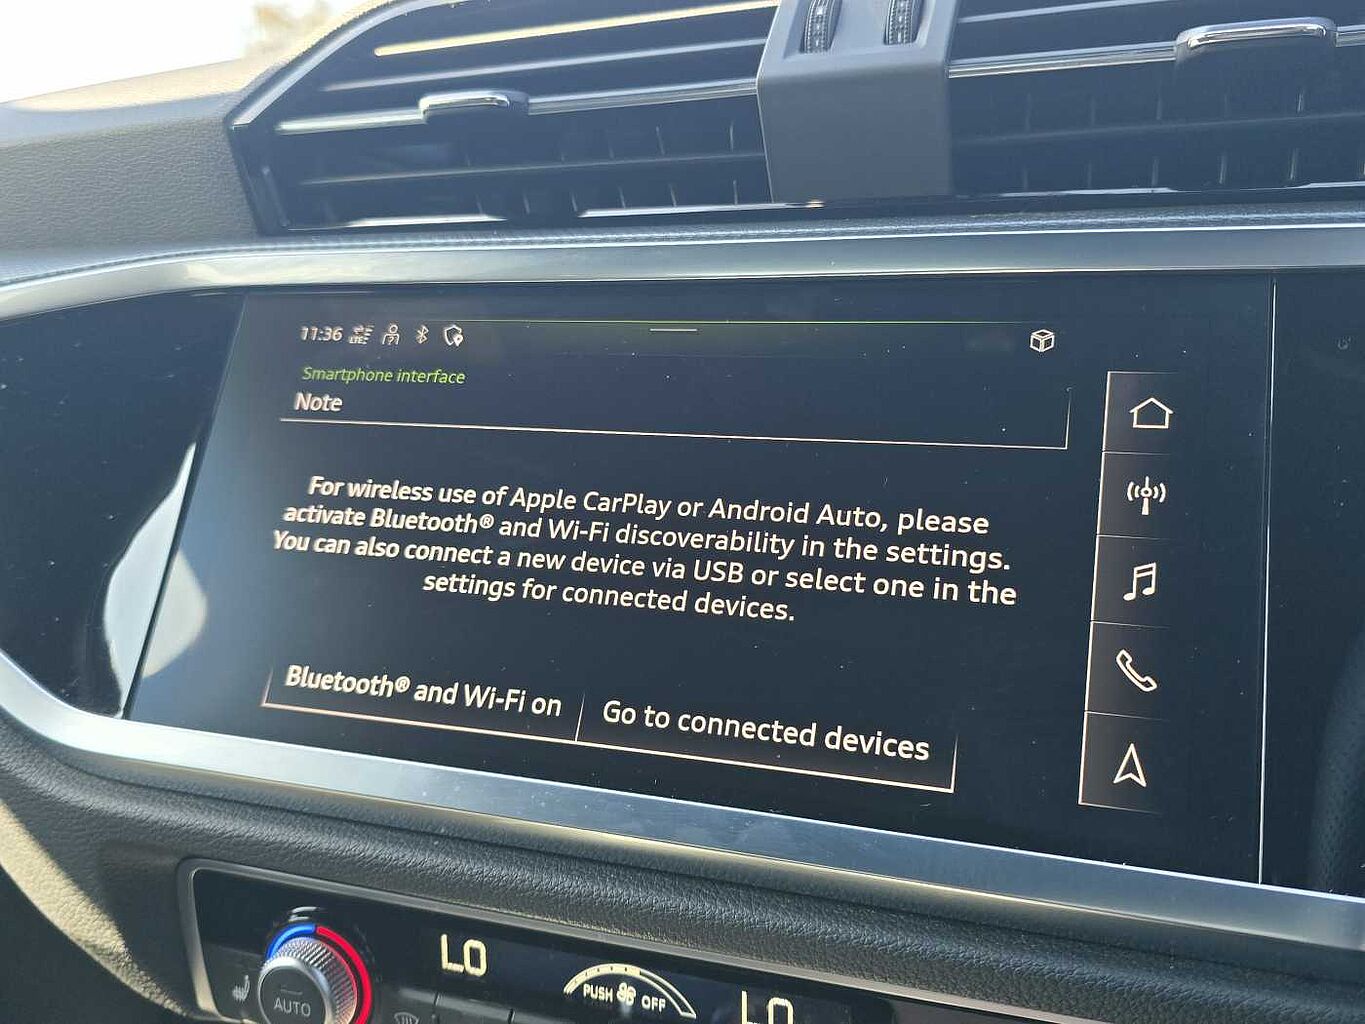 11:36 LTE
Smartphone interface
Note
For wireless use of Apple CarPlay or Android Auto, please
activate Bluetooth® and Wi-Fi discoverability in the settings.
You can also connect a new device via USB or select one in the
settings for connected devices.
Bluetooth® and Wi-Fi on
Go to connected devices
LO
AUTO
PUSH OFF
LO